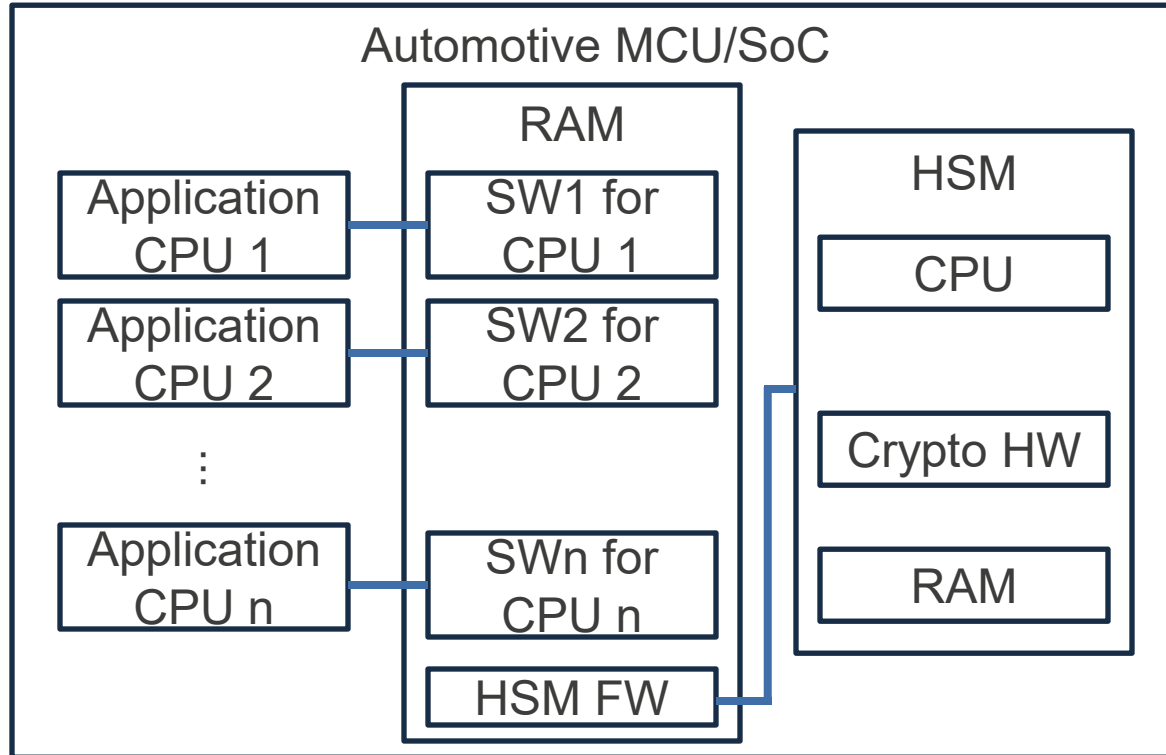 Automotive MCU/SoC
RAM
Application
CPU 1
SW1 for
CPU 1
Application
CPU 2
SW2 for
CPU 2
⋮
Application
CPU n
SWn for
CPU n
HSM FW
HSM
CPU
Crypto HW
RAM